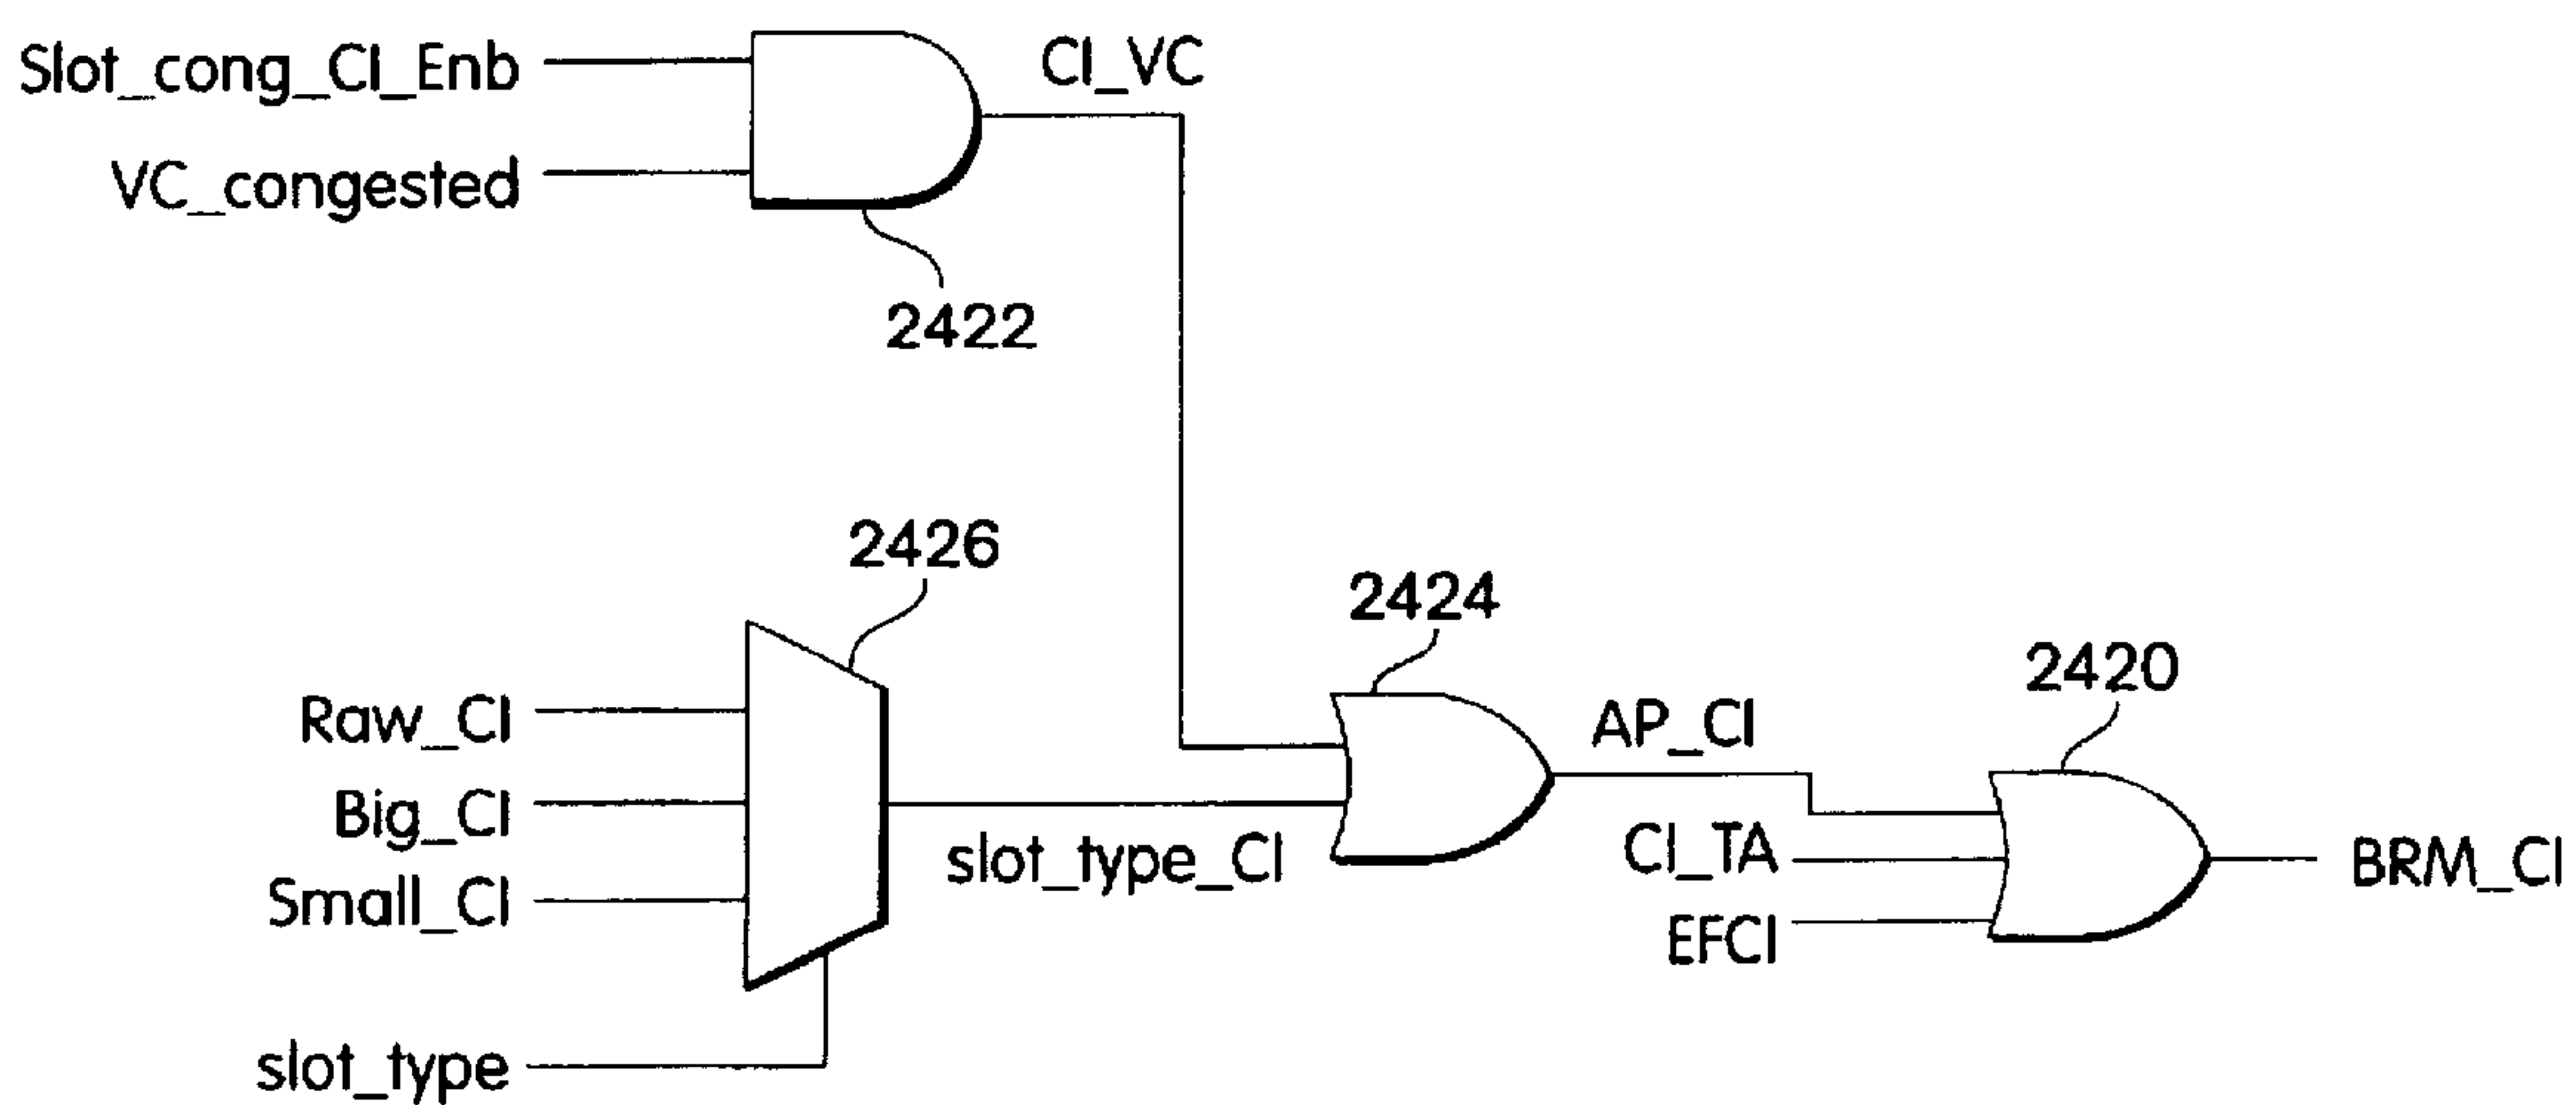 Slot_cong_CI_Enb
CI_VC
VC_congested
2422
2426
2424
2420
Raw_CI
AP_CI
Big_CI
CI_TA
slot_type_CI
BRM_CI
Small_CI
EFCI
slot_type